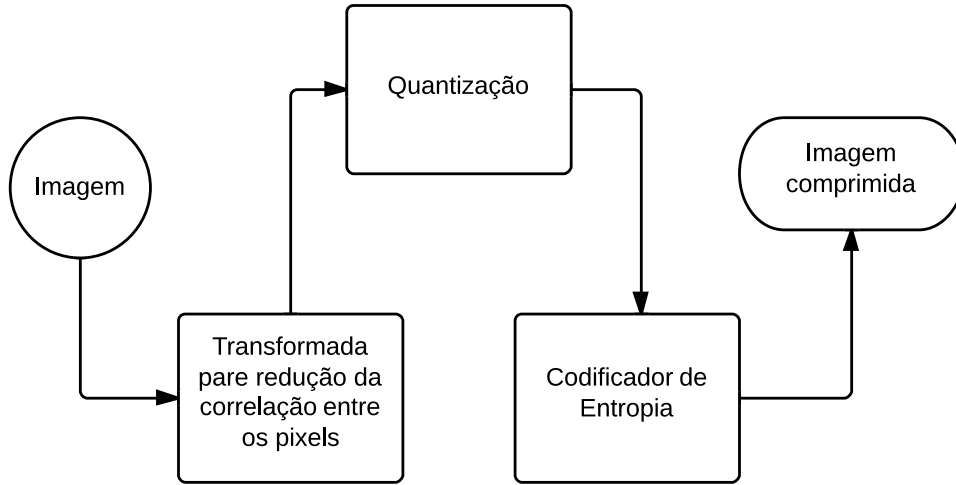 Imagem
Transformada
pare redução da
correlação entre
os pixels
Quantização
Codificador de
Entropia
Imagem
comprimida